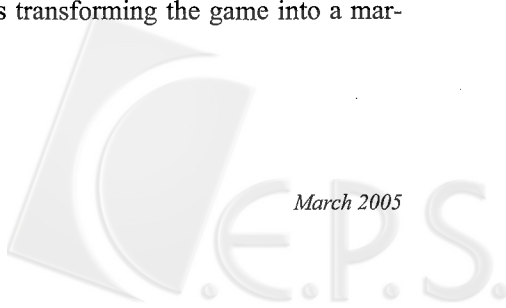 s transforming the game into a mar-
March 2005
C.E.P.S.